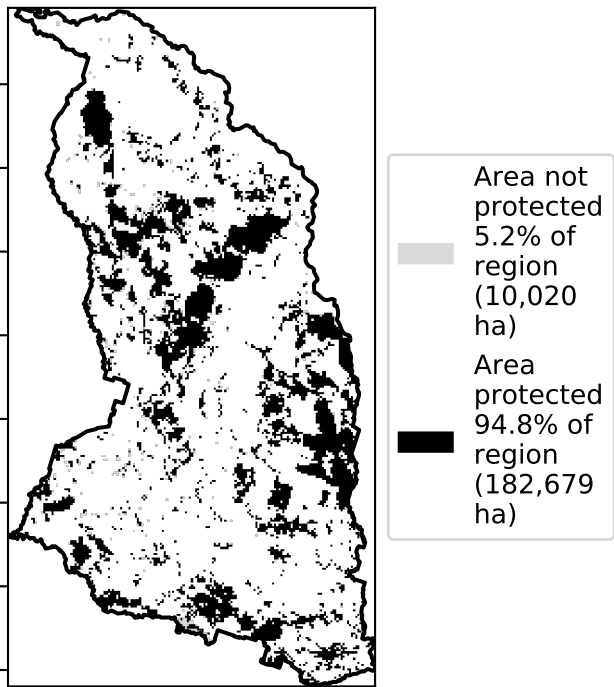 Area not
protected
5.2% of
region
(10,020
ha)
Area
protected
94.8% of
region
(182,679
ha)